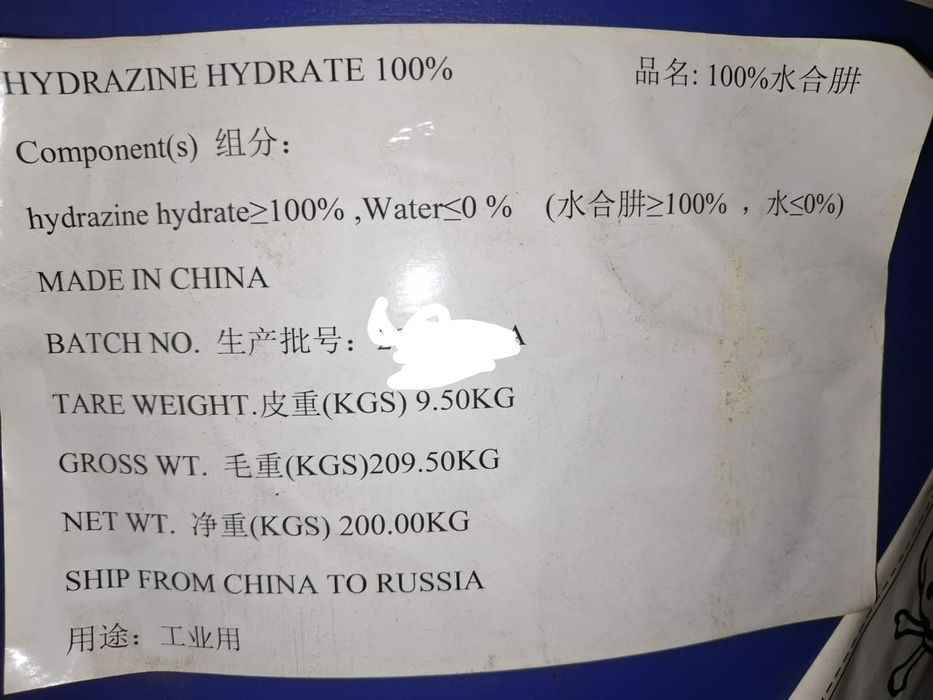 HYDRAZINE HYDRATE 100% 品名: 100%水合肼
Component(s) 组分：
hydrazine hydrate≥100% ,Water≤0 % (水合肼≥100% ，水≤0%)
MADE IN CHINA
BATCH NO. 生产批号：
TARE WEIGHT.皮重(KGS) 9.50KG
GROSS WT. 毛重(KGS)209.50KG
NET WT. 净重(KGS) 200.00KG
SHIP FROM CHINA TO RUSSIA
用途：工业用